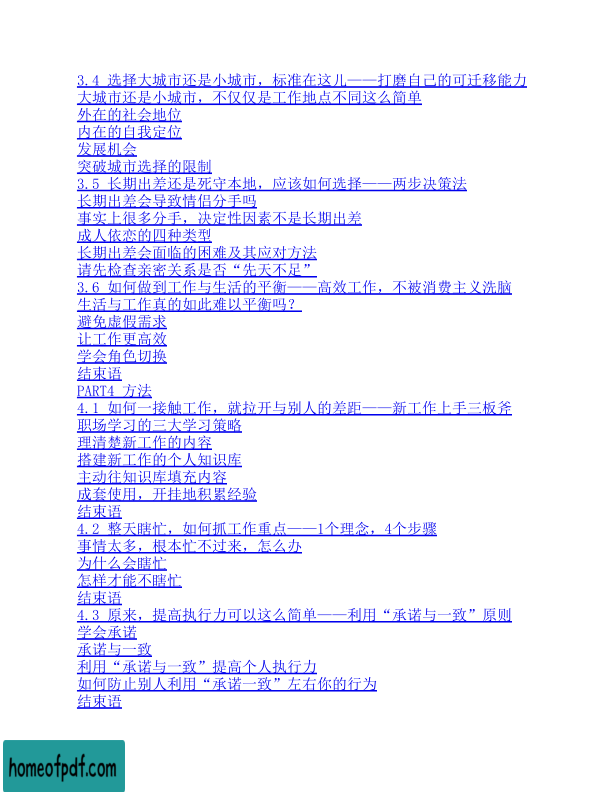 3.4 选择大城市还是小城市，标准在这儿——打磨自己的可迁移能力
大城市还是小城市，不仅仅是工作地点不同这么简单
外在的社会地位
内在的自我定位
发展机会
突破城市选择的限制
3.5 长期出差还是死守本地，应该如何选择——两步决策法
长期出差会导致情侣分手吗
事实上很多分手，决定性因素不是长期出差
成人依恋的四种类型
长期出差会面临的困难及其应对方法
请先检查亲密关系是否“先天不足”
3.6 如何做到工作与生活的平衡——高效工作，不被消费主义洗脑
生活与工作真的如此难以平衡吗？
避免虚假需求
让工作更高效
学会角色切换
结束语
PART4 方法
4.1 如何一接触工作，就拉开与别人的差距——新工作上手三板斧
职场学习的三大学习策略
理清楚新工作的内容
搭建新工作的个人知识库
主动往知识库填充内容
成套使用，开挂地积累经验
结束语
4.2 整天瞎忙，如何抓工作重点——1个理念，4个步骤
事情太多，根本忙不过来，怎么办
为什么会瞎忙
怎样才能不瞎忙
结束语
4.3 原来，提高执行力可以这么简单——利用“承诺与一致”原则
学会承诺
承诺与一致
利用“承诺与一致”提高个人执行力
如何防止别人利用“承诺一致”左右你的行为
结束语
homeofpdf.com